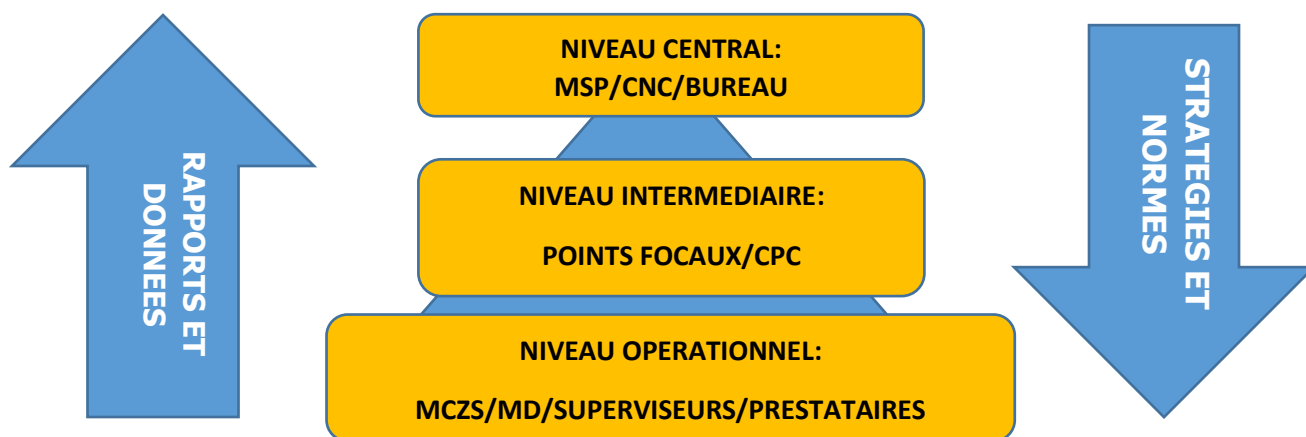 NIVEAU CENTRAL:
MSP/CNC/BUREAU
RAPPORTS ET
DONNEES
NIVEAU INTERMEDIAIRE:
POINTS FOCAUX/CPC
STRATEGIES ET
NORMES
NIVEAU OPERATIONNEL:
MCZS/MD/SUPERVISEURS/PRESTATAIRES